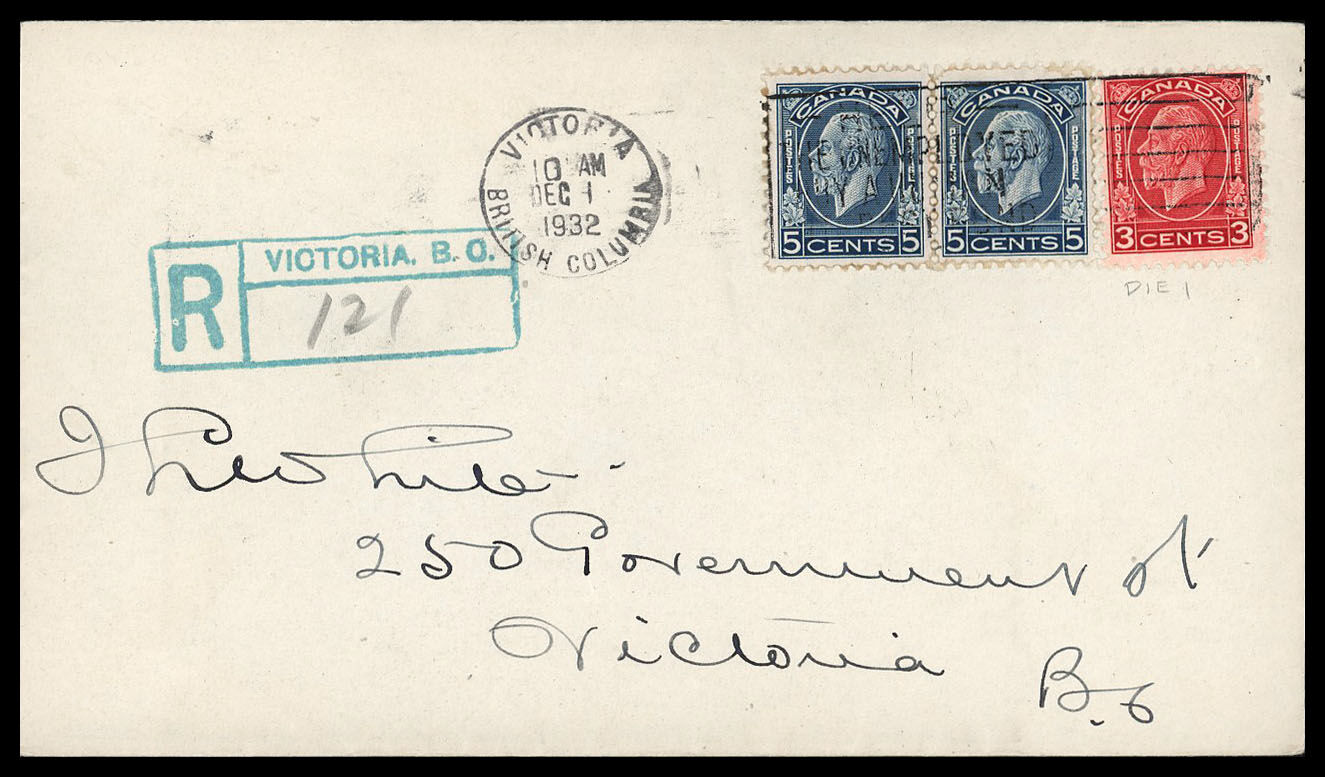 VICTORIA
10 AM
DEC 1
1932
BRITISH COLUMBIA
CANADA
POSTES POSTAGE
5 CENTS 5
CANADA
POSTES POSTAGE
5 CENTS 5
CANADA
POSTES POSTAGE
3 CENTS 3
DIE 1
R VICTORIA. B. C.
121
White
250 Government St
Victoria
B.C